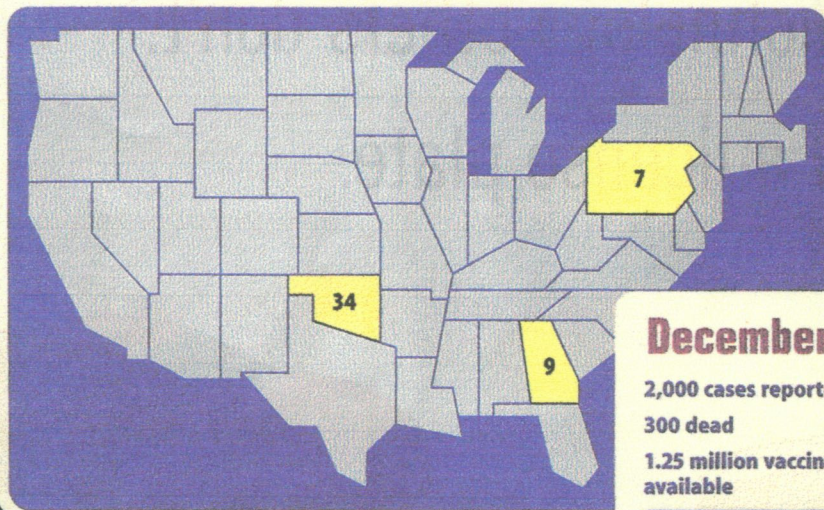 7
34
9
December
2,000 cases report
300 dead
1.25 million vaccin
available